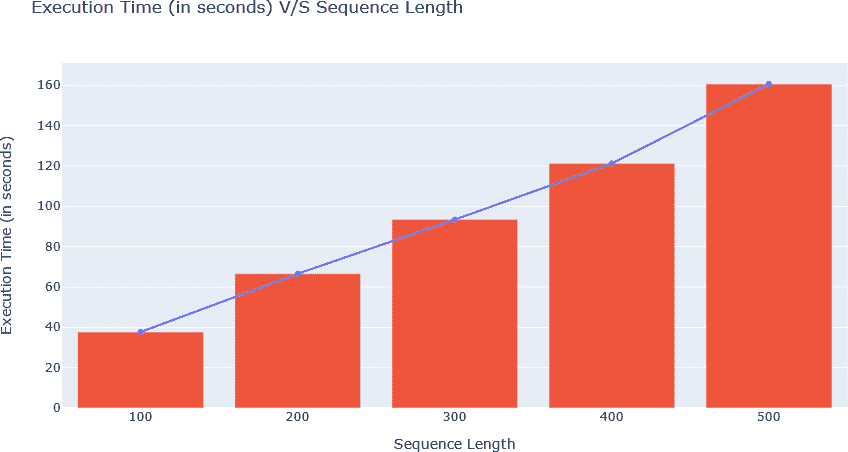 Execution Time (in seconds) V/S Sequence Length
Execution Time (in seconds)
160
140
120
100
80
60
40
20
0
100 200 300 400 500
Sequence Length